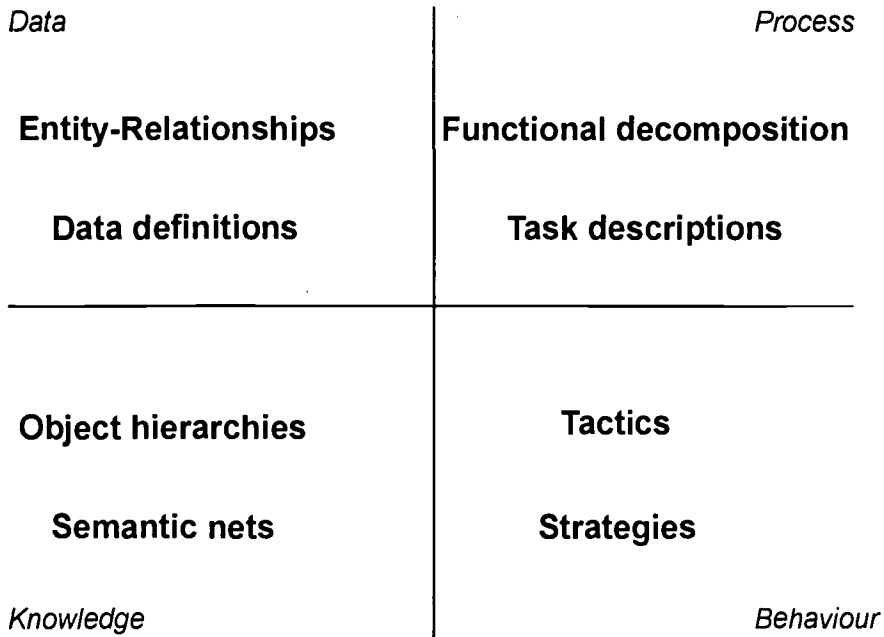 Data
Process
Entity-Relationships
Functional decomposition
Data definitions
Task descriptions
Object hierarchies
Tactics
Semantic nets
Strategies
Knowledge
Behaviour